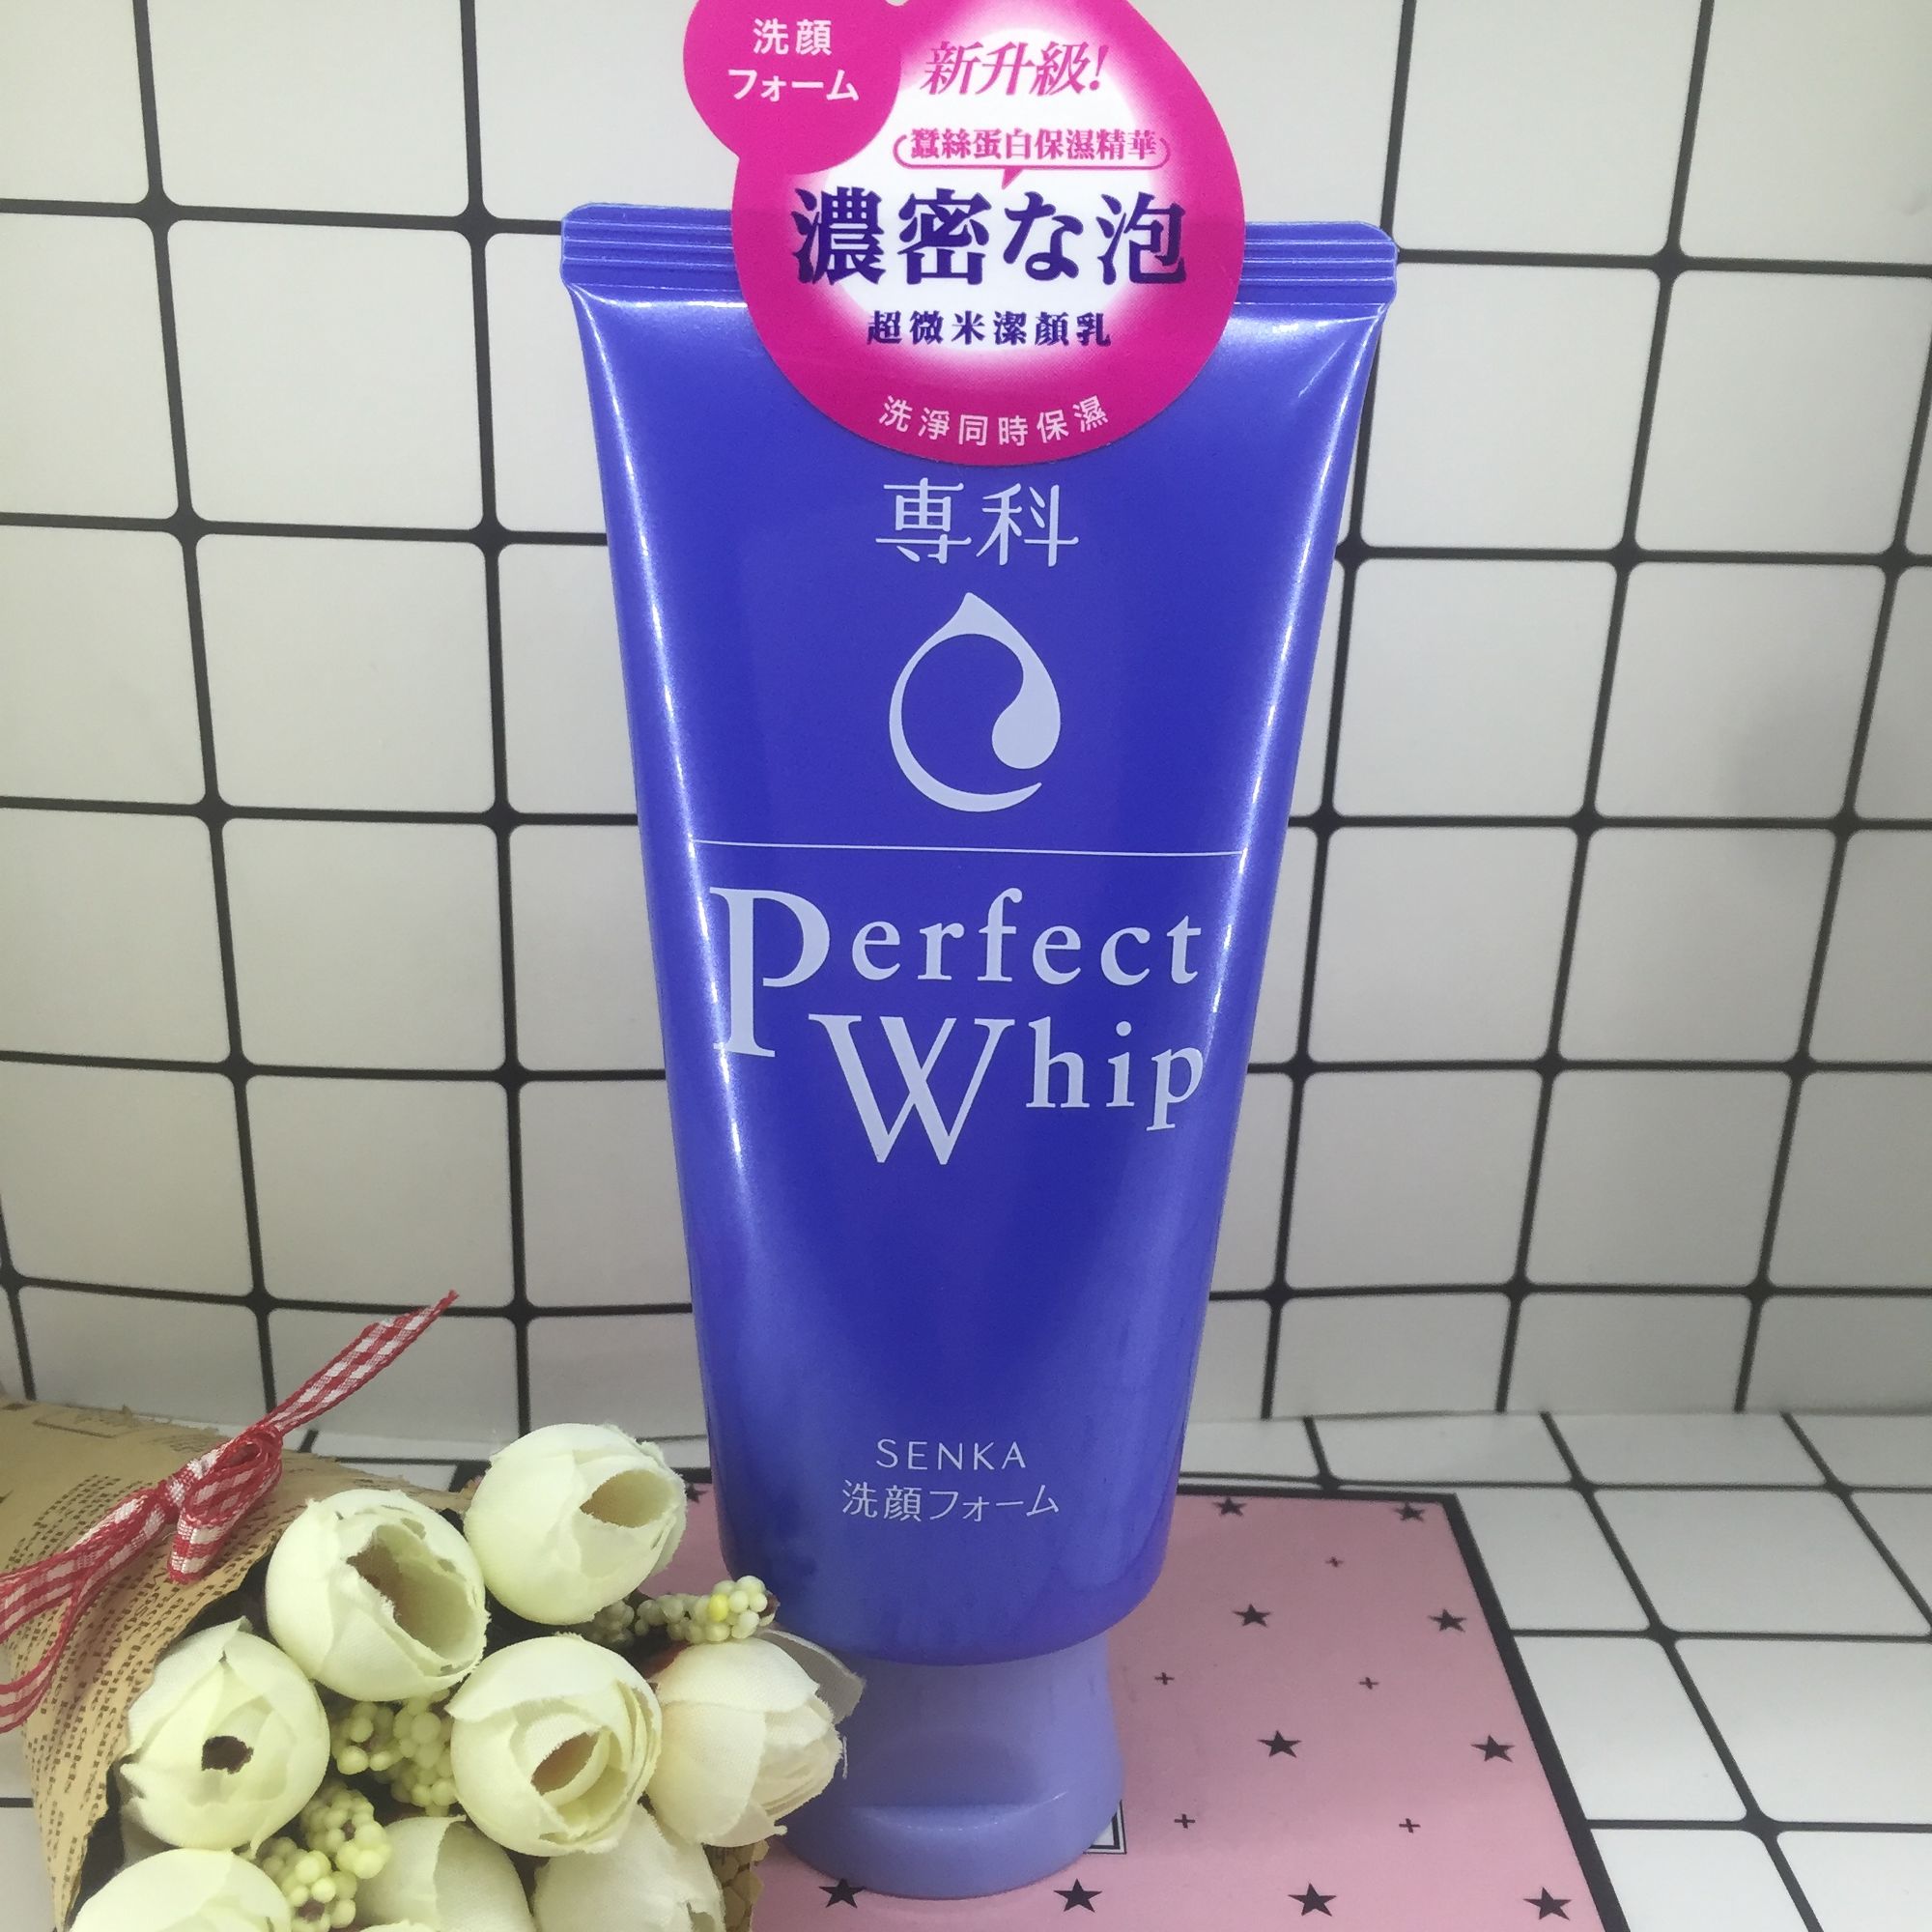 洗顔
フォーム
新升級!
蠶絲蛋白保濕精華
濃密な泡
超微米潔顏乳
洗淨同時保濕
専科
Perfect
Whip
SENKA
洗顔フォーム